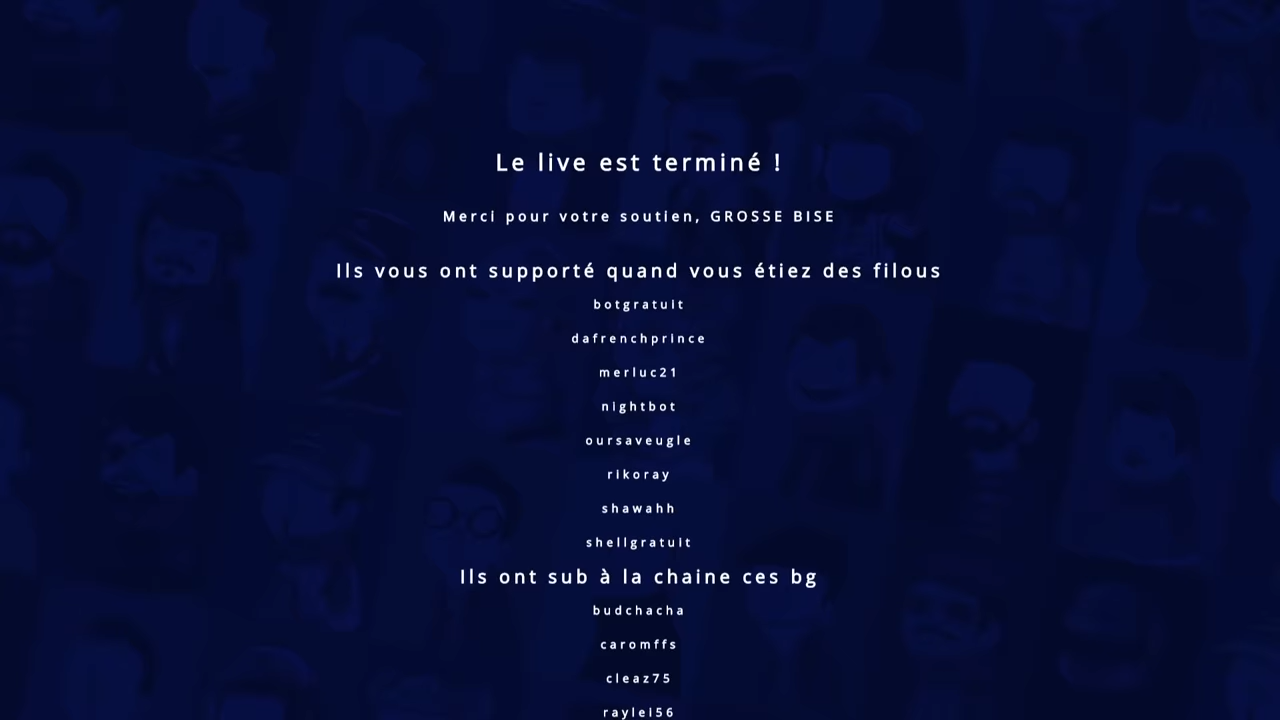 Le live est terminé !
Merci pour votre soutien, GROSSE BISE
Ils vous ont supporté quand vous étiez des filous
botgratuit
dafrenchprince
merluc21
nightbot
oursaveugle
rikoray
shawahh
shellgratuit
Ils ont sub à la chaine ces bg
budchacha
caromffs
cleaz75
raylei56